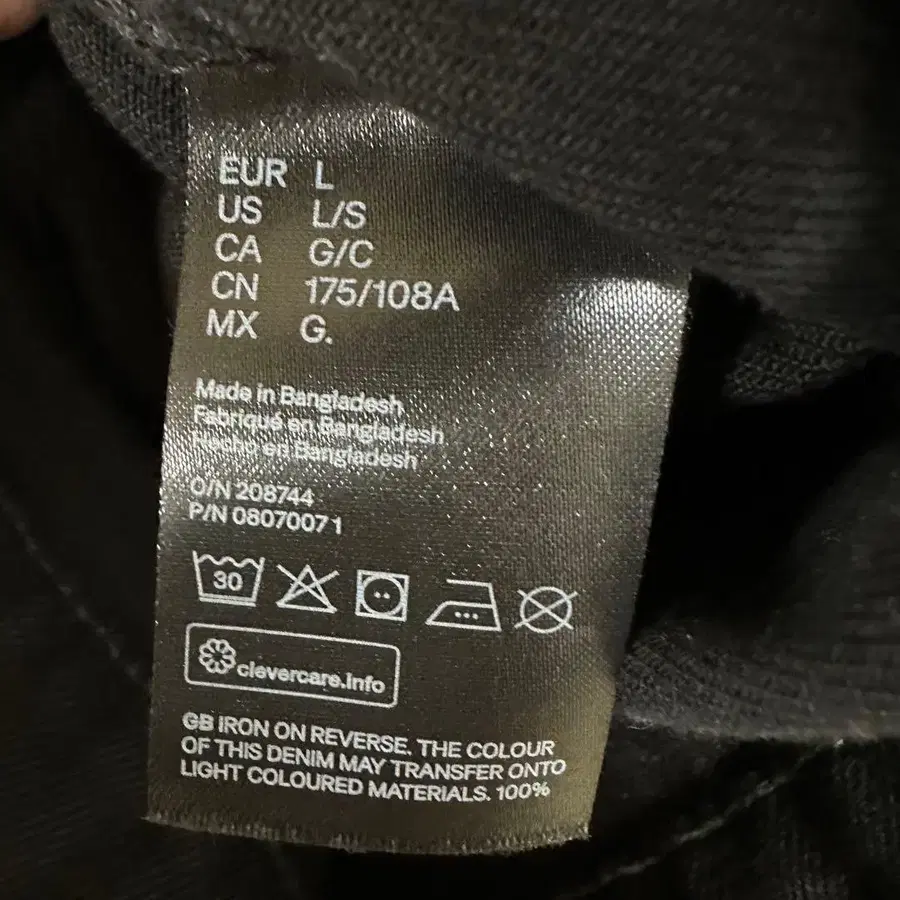 EUR L
US L/S
CA G/C
CN 175/108A
MX G.
Made in Bangladesh
Fabriqué en Bangladesh
Hecho en Bangladesh
O/N 208744
P/N 08070071
30
clevercare.info
GB IRON ON REVERSE. THE COLOUR
OF THIS DENIM MAY TRANSFER ONTO
LIGHT COLOURED MATERIALS. 100%